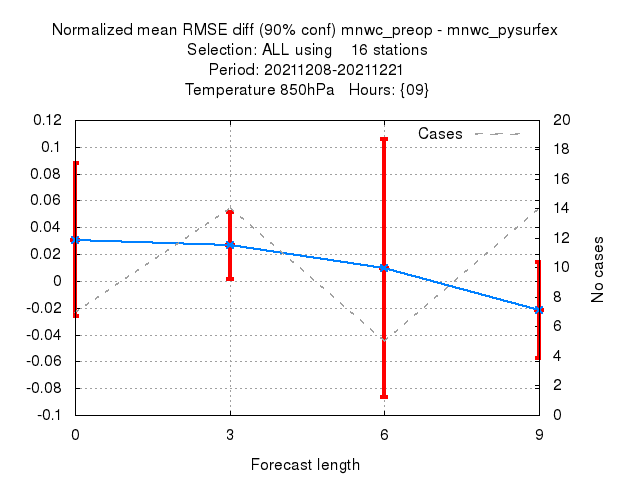 Normalized mean RMSE diff (90% conf) mnwc_preop - mnwc_pysurfex
Selection: ALL using    16 stations
Period: 20211208-20211221
Temperature 850hPa   Hours: {09}
Cases
0.12
0.1
0.08
0.06
0.04
0.02
0
-0.02
-0.04
-0.06
-0.08
-0.1
20
18
16
14
12
10
8
6
4
2
0
No cases
0 3 6 9
Forecast length